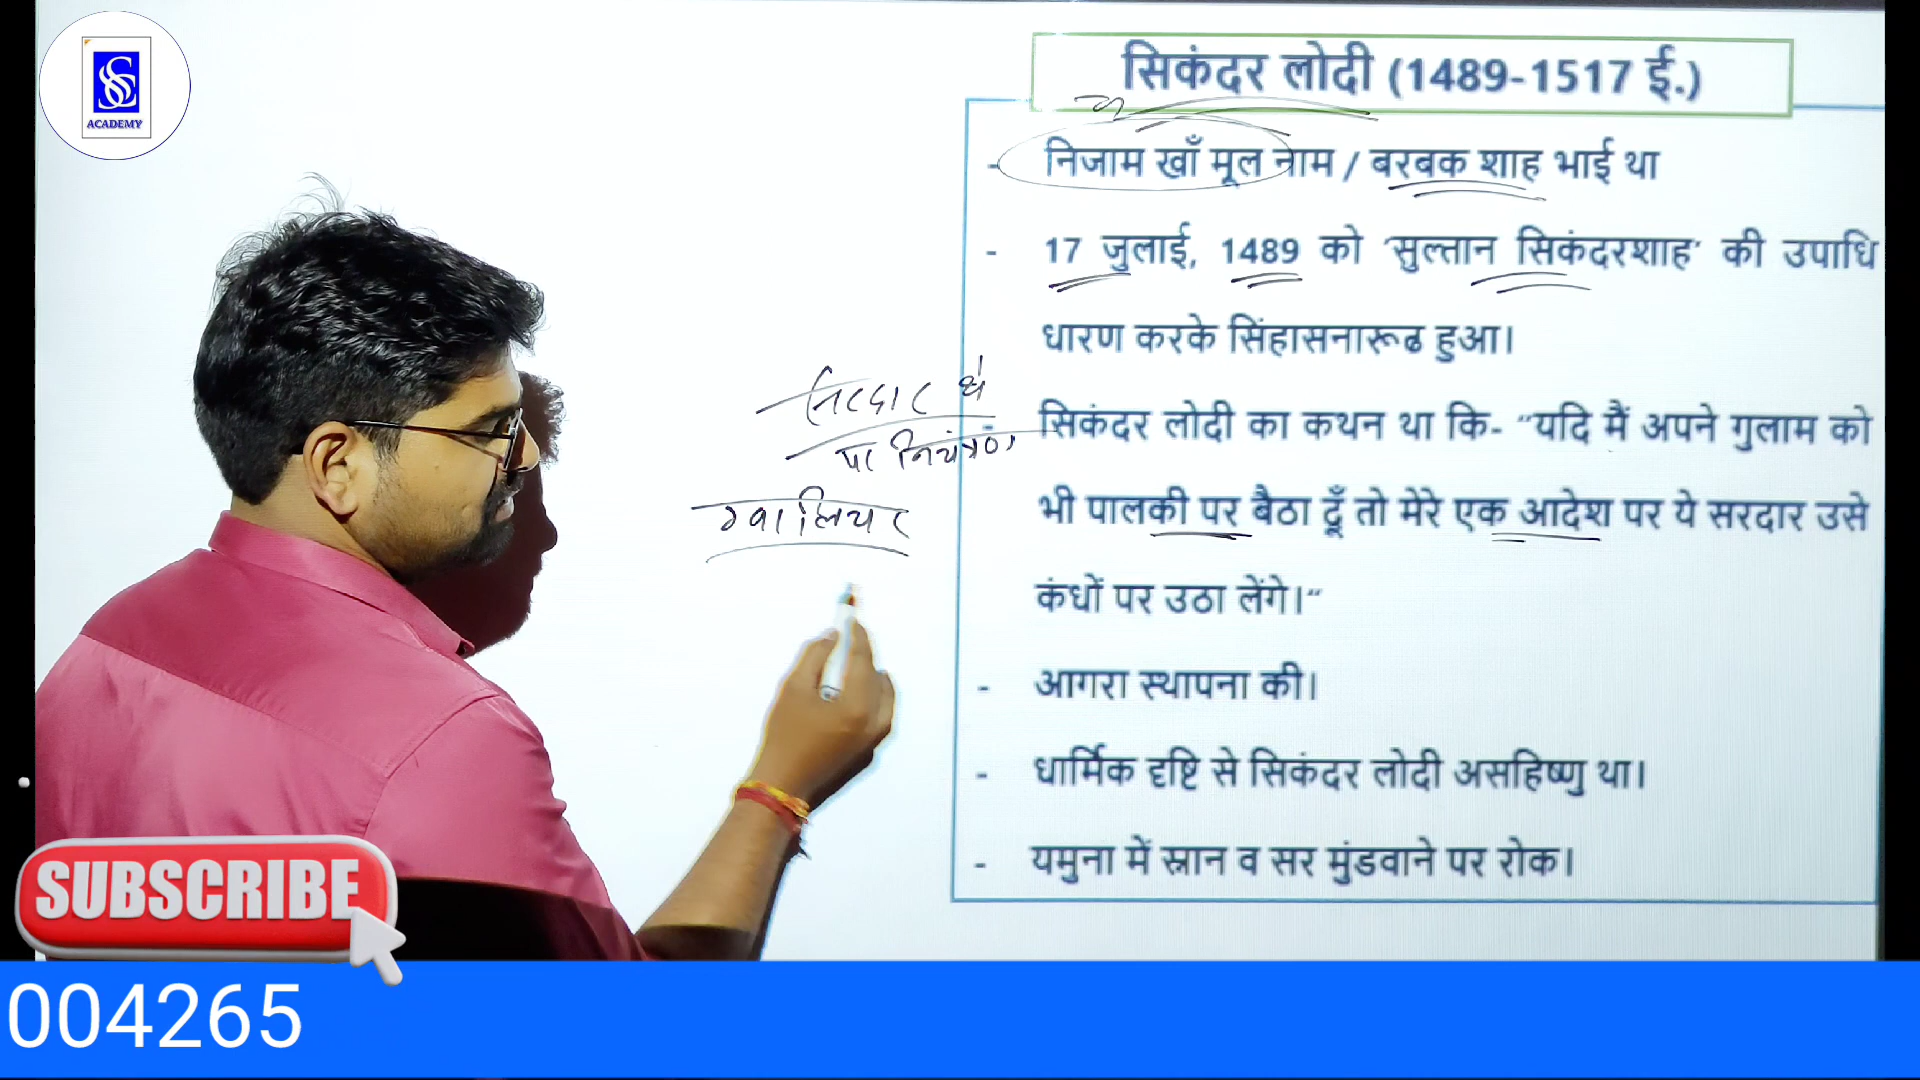 SSC
ACADEMY
सिकंदर लोदी (1489-1517 ई.)
- निजाम खाँ मूल नाम / बरबक शाह भाई था
- 17 जुलाई, 1489 को 'सुल्तान सिकंदरशाह' की उपाधि
धारण करके सिंहासनारूढ हुआ।
- सिकंदर लोदी का कथन था कि- "यदि मैं अपने गुलाम को
भी पालकी पर बैठा दूँ तो मेरे एक आदेश पर ये सरदार उसे
कंधों पर उठा लेंगे।"
- आगरा स्थापना की।
- धार्मिक दृष्टि से सिकंदर लोदी असहिष्णु था।
- यमुना में स्नान व सर मुंडवाने पर रोक।
सरदार
पर नियंत्रण
ग्वालियर
SUBSCRIBE
004265